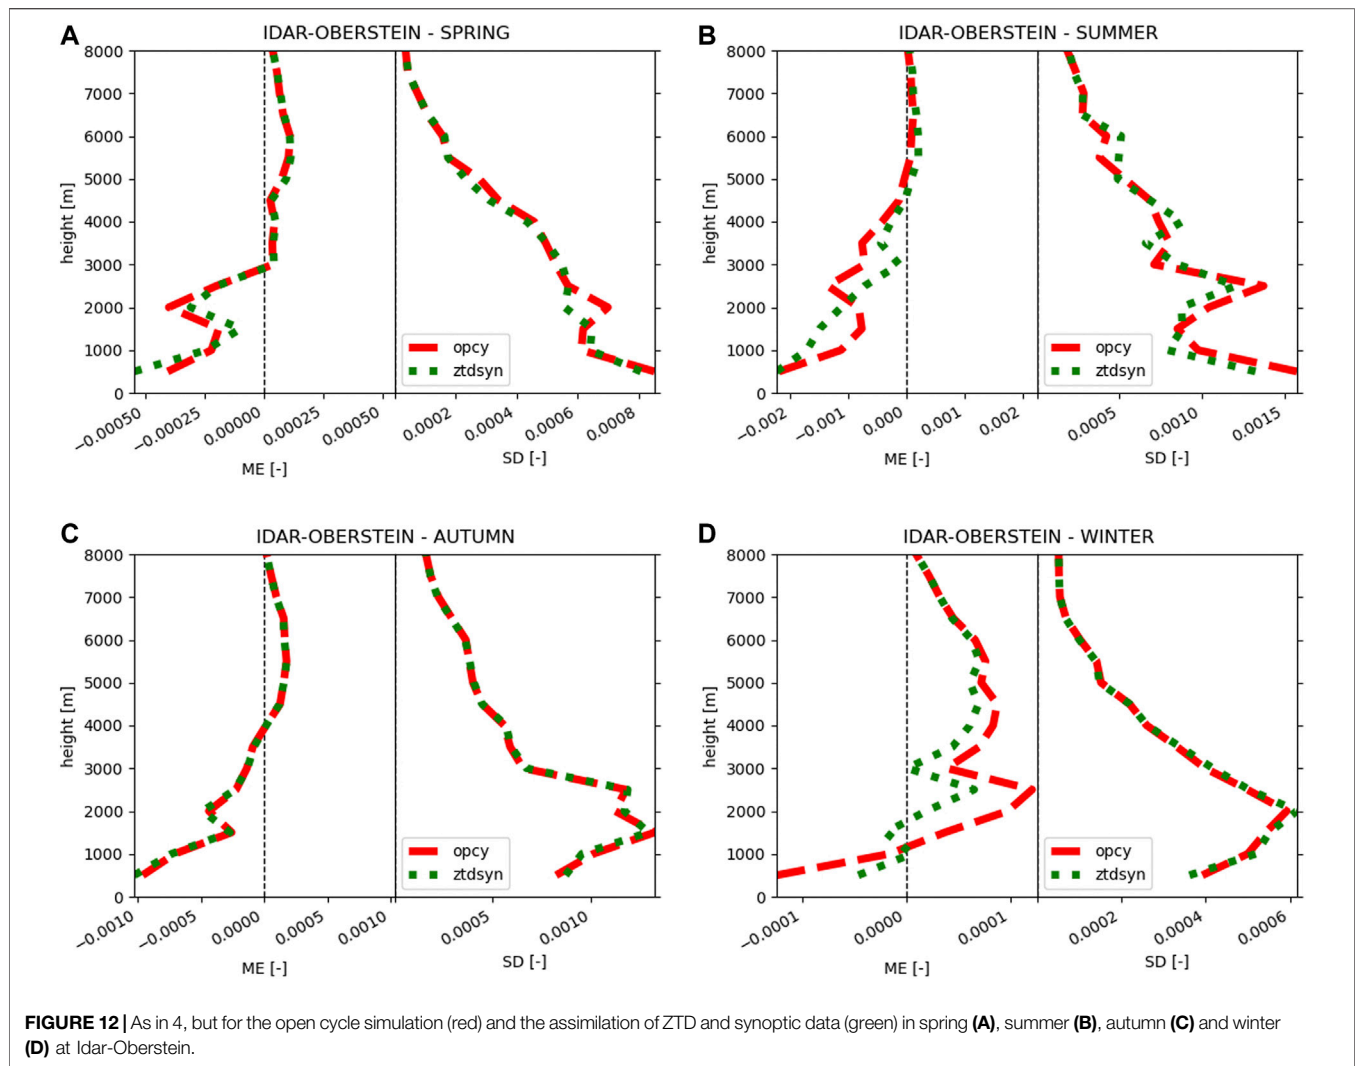 A
IDAR-OBERSTEIN - SPRING
8000
7000
6000
5000
4000
3000
2000
1000
0
height [m]
−0.00050
−0.00025
0.00000
0.00025
0.00050
ME [-]
0.0002
0.0004
0.0006
0.0008
SD [-]
opcy
ztdsyn
B
IDAR-OBERSTEIN - SUMMER
8000
7000
6000
5000
4000
3000
2000
1000
0
height [m]
−0.002
−0.001
0.000
0.001
0.002
ME [-]
0.0005
0.0010
0.0015
SD [-]
opcy
ztdsyn
C
IDAR-OBERSTEIN - AUTUMN
8000
7000
6000
5000
4000
3000
2000
1000
0
height [m]
−0.0010
−0.0005
0.0000
0.0005
0.0010
ME [-]
0.0005
0.0010
SD [-]
opcy
ztdsyn
D
IDAR-OBERSTEIN - WINTER
8000
7000
6000
5000
4000
3000
2000
1000
0
height [m]
−0.0001
0.0000
0.0001
ME [-]
0.0002
0.0004
0.0006
SD [-]
opcy
ztdsyn
FIGURE 12 | As in 4, but for the open cycle simulation (red) and the assimilation of ZTD and synoptic data (green) in spring (A), summer (B), autumn (C) and winter
(D) at Idar-Oberstein.